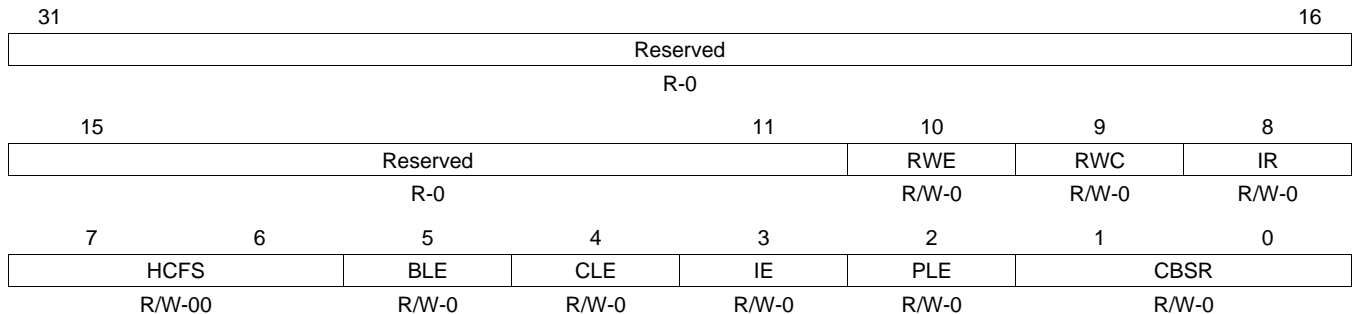 31 16
Reserved
R-0
15 11 10 9 8
Reserved RWE RWC IR
R-0 R/W-0 R/W-0 R/W-0
7 6 5 4 3 2 1 0
HCFS BLE CLE IE PLE CBSR
R/W-00 R/W-0 R/W-0 R/W-0 R/W-0 R/W-0